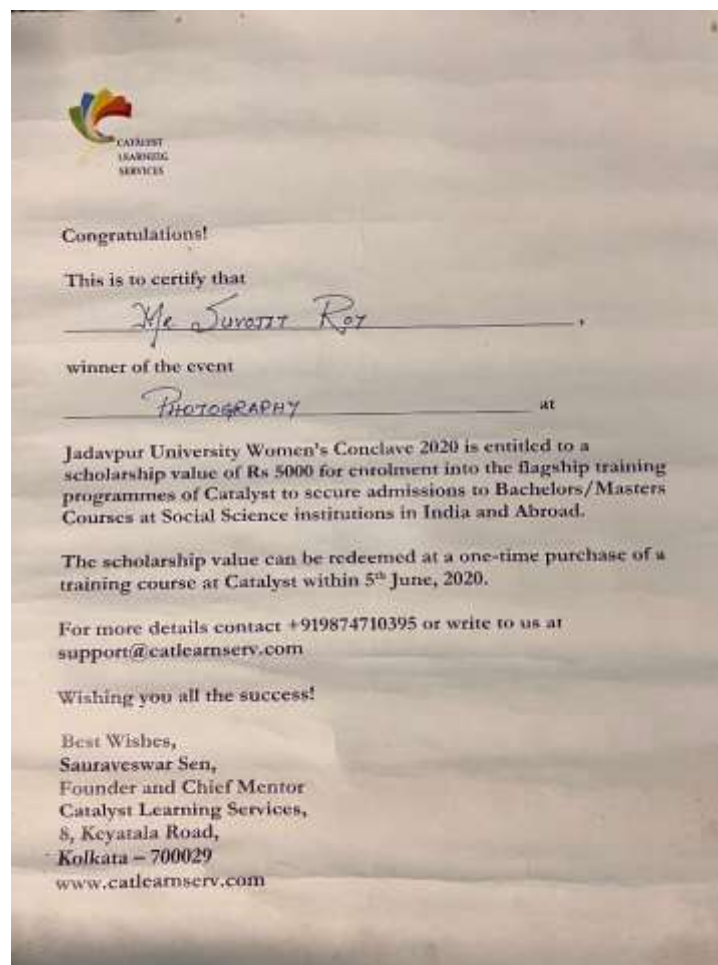 CATALYST
LEARNING
SERVICES
Congratulations!
This is to certify that
Mr SUVOJIT ROY,
winner of the event
PHOTOGRAPHY at
Jadavpur University Women's Conclave 2020 is entitled to a
scholarship value of Rs 5000 for enrolment into the flagship training
programmes of Catalyst to secure admissions to Bachelors/Masters
Courses at Social Science institutions in India and Abroad.
The scholarship value can be redeemed at a one-time purchase of a
training course at Catalyst within 5th June, 2020.
For more details contact +919874710395 or write to us at
support@catlearnserv.com
Wishing you all the success!
Best Wishes,
Sauraveswar Sen,
Founder and Chief Mentor
Catalyst Learning Services,
8, Keyatala Road,
Kolkata – 700029
www.catlearnserv.com